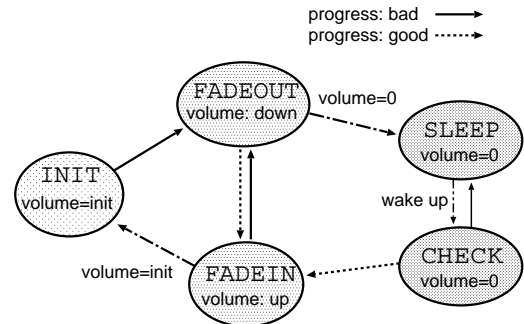 progress: bad
progress: good
FADEOUT
volume: down
volume=0
SLEEP
volume=0
INIT
volume=init
wake up
volume=init
FADEIN
volume: up
CHECK
volume=0